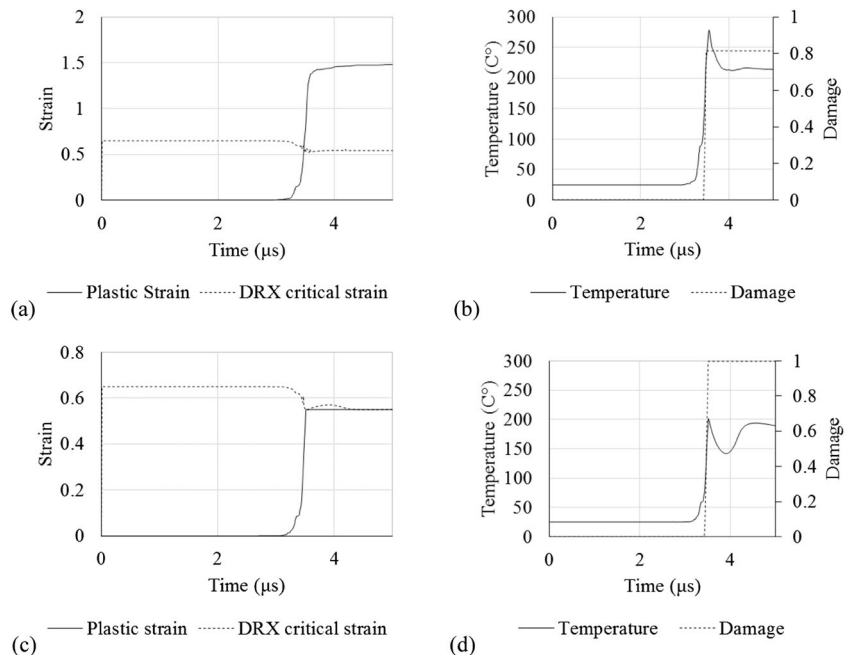 2
1.5
1
0.5
0
Strain
0 2 4
Time (µs)
Plastic Strain DRX critical strain
(a)
300
250
200
150
100
50
0
Temperature (C°)
1
0.8
0.6
0.4
0.2
0
Damage
0 2 4
Time (µs)
Temperature Damage
(b)
0.8
0.6
0.4
0.2
0
Strain
0 2 4
Time (µs)
Plastic strain DRX critical strain
(c)
300
250
200
150
100
50
0
Temperature (C°)
1
0.8
0.6
0.4
0.2
0
Damage
0 2 4
Time (µs)
Temperature Damage
(d)